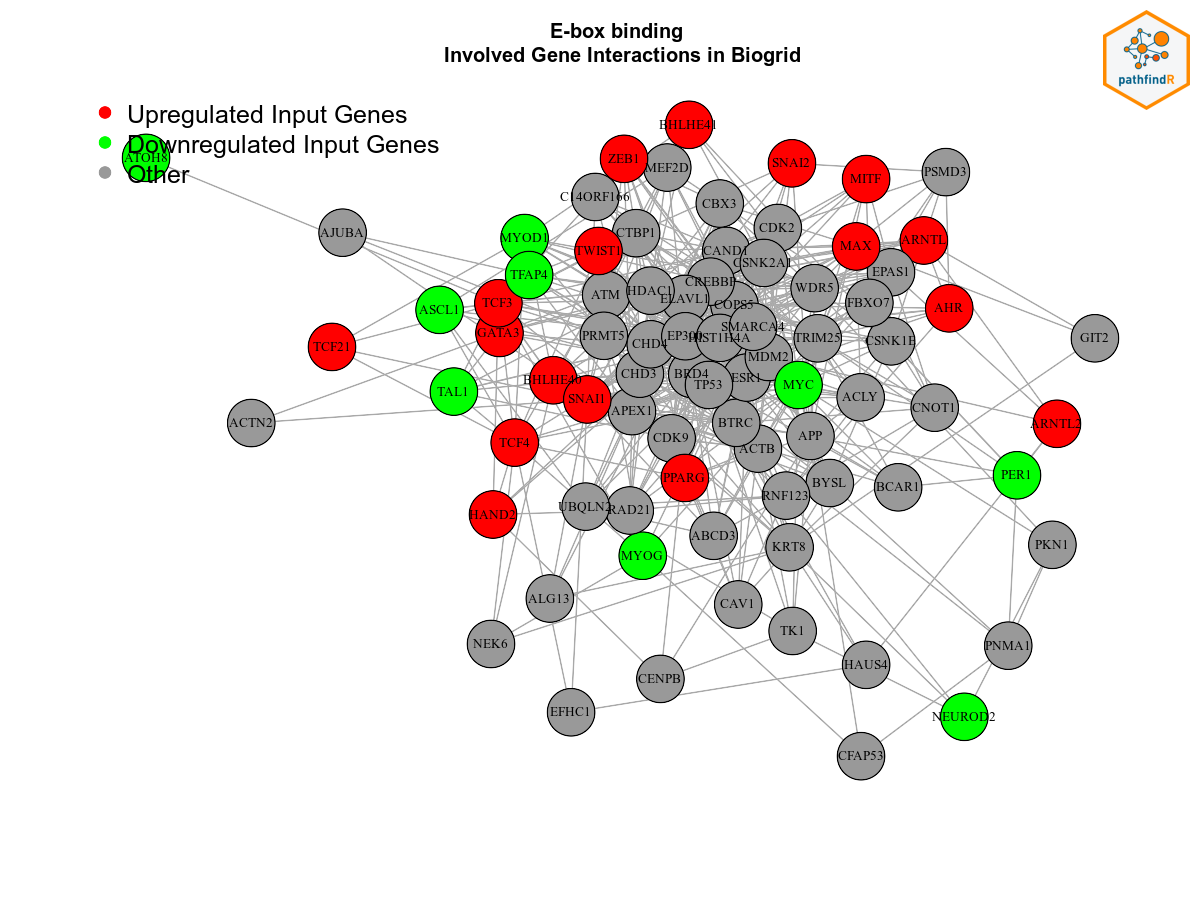 E-box binding
Involved Gene Interactions in Biogrid
pathfindR
Upregulated Input Genes
Downregulated Input Genes
Other
ATOH8
BHLHE41
ZEB1
MEF2D
SNAI2
MITF
PSMD3
C14ORF166
CBX3
AJUBA
MYOD1
CTBP1
CDK2
TWIST1
CAND1
MAX
ARNTL
CSNK2A1
TFAP4
EPAS1
CREBBP
HDAC1
ATM
ELAVL1
WDR5
COPS5
FBXO7
AHR
TCF3
ASCL1
GATA3
PRMT5
CHD4
EP300
HIST1H4A
SMARCA4
TRIM25
CSNK1E
GIT2
TCF21
MDM2
CHD3
BRD4
TP53
ESR1
MYC
BHLHE40
SNAI1
TAL1
ACLY
CNOT1
APEX1
ACTN2
BTRC
ARNTL2
TCF4
CDK9
ACTB
APP
PPARG
PER1
BYSL
BCAR1
RNF123
HAND2
UBQLN2
RAD21
ABCD3
KRT8
PKN1
MYOG
ALG13
CAV1
TK1
NEK6
PNMA1
HAUS4
CENPB
EFHC1
NEUROD2
CFAP53